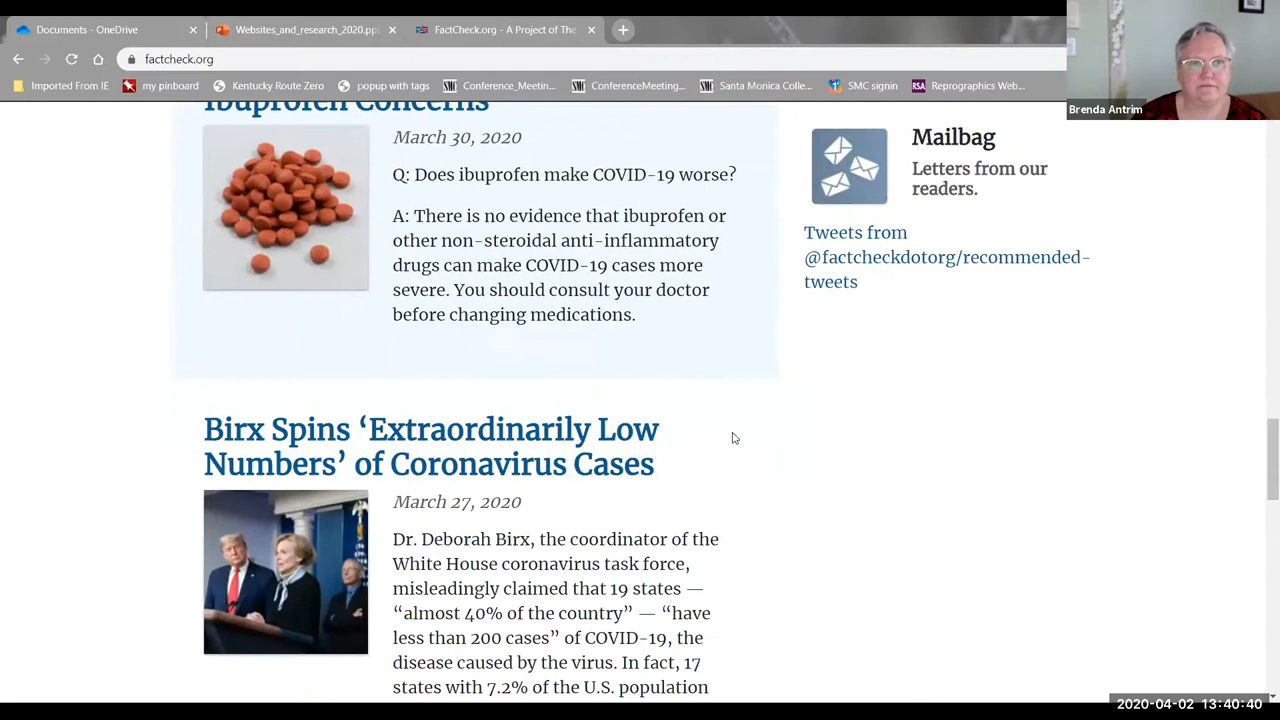 Documents - OneDrive
Websites_and_research_2020.pp
FactCheck.org - A Project of The
factcheck.org
Imported From IE
my pinboard
Kentucky Route Zero
popup with tags
Conference_Meetin...
ConferenceMeeting...
Santa Monica Colle...
SMC signin
Reprographics Web...
Brenda Antrim
Ibuprofen Concerns
March 30, 2020
Q: Does ibuprofen make COVID-19 worse?
A: There is no evidence that ibuprofen or
other non-steroidal anti-inflammatory
drugs can make COVID-19 cases more
severe. You should consult your doctor
before changing medications.
Mailbag
Letters from our
readers.
Tweets from
@factcheckdotorg/recommended-
tweets
Birx Spins ‘Extraordinarily Low
Numbers’ of Coronavirus Cases
March 27, 2020
Dr. Deborah Birx, the coordinator of the
White House coronavirus task force,
misleadingly claimed that 19 states —
“almost 40% of the country” — “have
less than 200 cases” of COVID-19, the
disease caused by the virus. In fact, 17
states with 7.2% of the U.S. population
2020-04-02 13:40:40